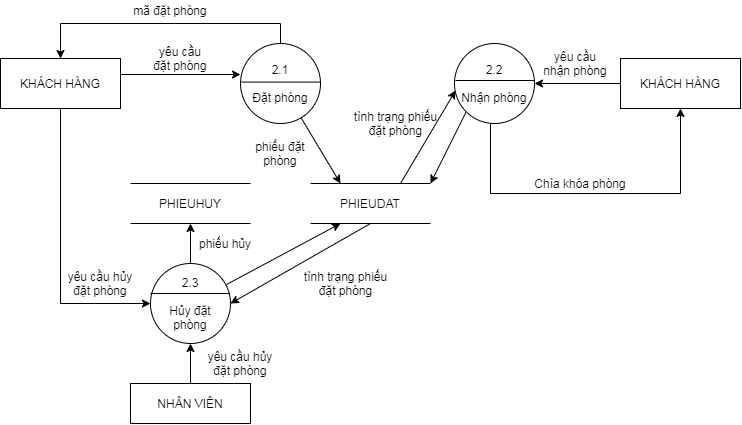 mã đặt phòng
yêu cầu
đặt phòng
KHÁCH HÀNG
2.1
Đặt phòng
2.2
Nhận phòng
yêu cầu
nhận phòng
KHÁCH HÀNG
tình trạng phiếu
đặt phòng
phiếu đặt
phòng
Chìa khóa phòng
PHIEUHUY
PHIEUDAT
phiếu hủy
yêu cầu hủy
đặt phòng
2.3
Hủy đặt
phòng
tình trạng phiếu
đặt phòng
yêu cầu hủy
đặt phòng
NHÂN VIÊN